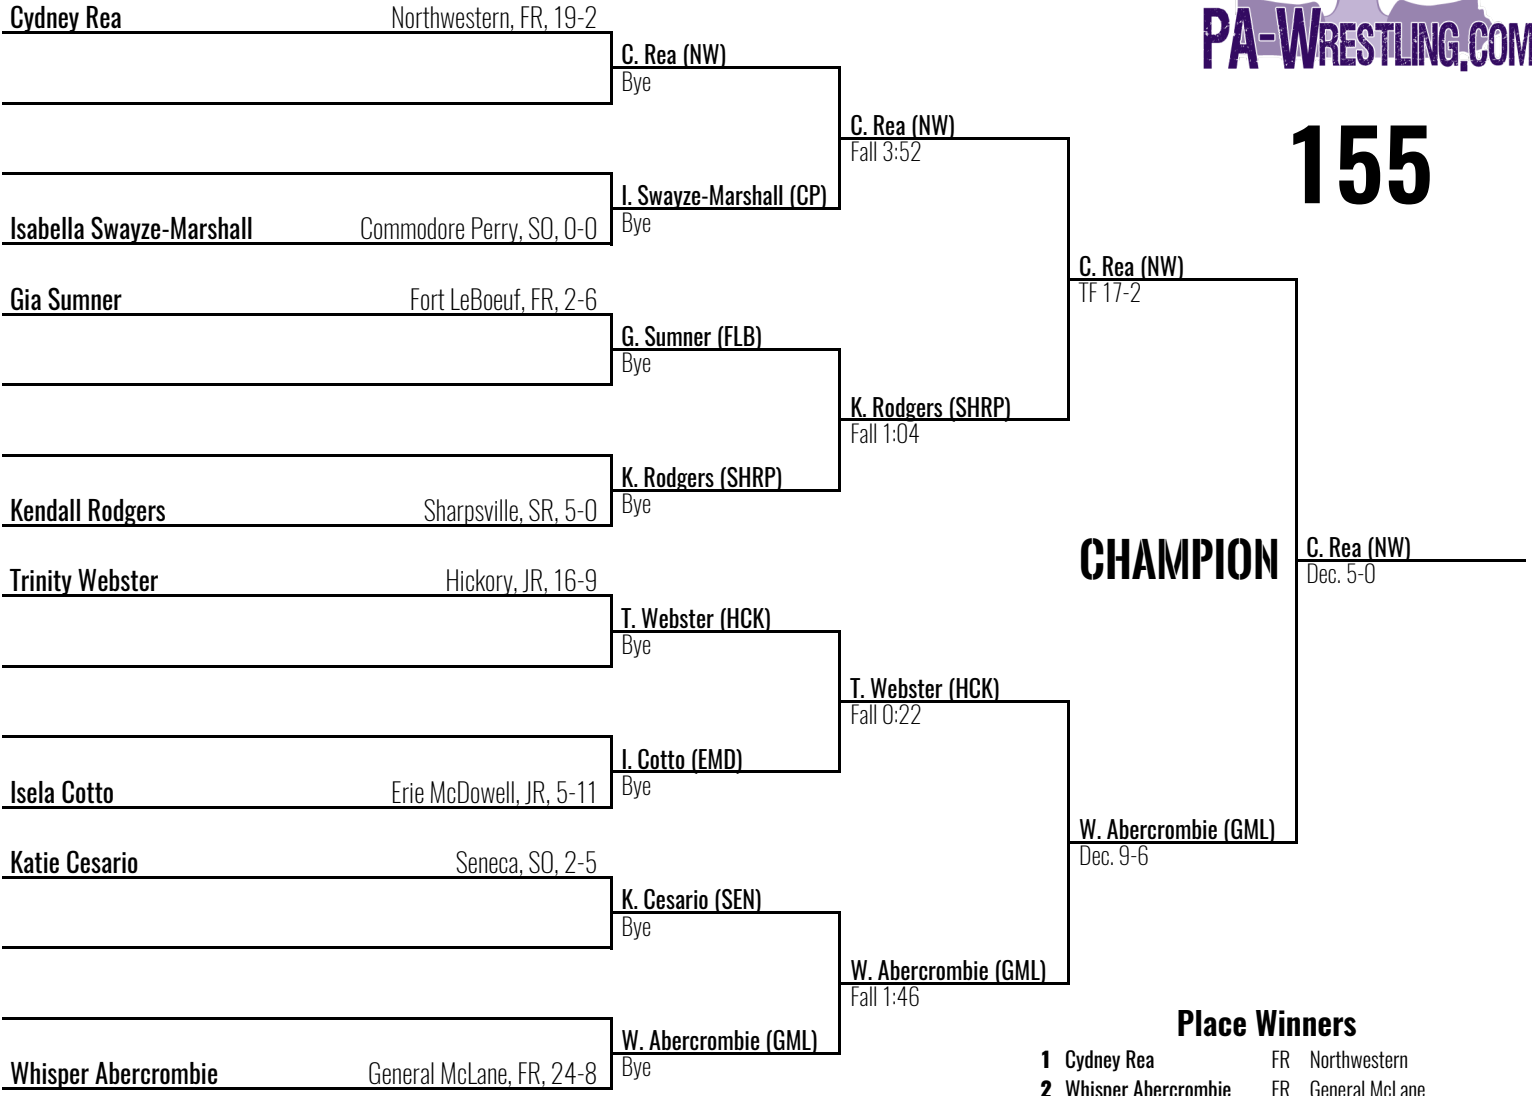 Cydney Rea Northwestern, FR, 19-2
C. Rea (NW)
Bye
PA-WRESTLING.COM
155
C. Rea (NW)
Fall 3:52
I. Swayze-Marshall (CP)
Isabella Swayze-Marshall Commodore Perry, SO, 0-0
Bye
C. Rea (NW)
TF 17-2
Gia Sumner Fort LeBoeuf, FR, 2-6
G. Sumner (FLB)
Bye
K. Rodgers (SHRP)
Fall 1:04
K. Rodgers (SHRP)
Kendall Rodgers Sharpsville, SR, 5-0
Bye
CHAMPION
C. Rea (NW)
Dec. 5-0
Trinity Webster Hickory, JR, 16-9
T. Webster (HCK)
Bye
T. Webster (HCK)
Fall 0:22
I. Cotto (EMD)
Isela Cotto Erie McDowell, JR, 5-11
Bye
W. Abercrombie (GML)
Dec. 9-6
Katie Cesario Seneca, SO, 2-5
K. Cesario (SEN)
Bye
W. Abercrombie (GML)
Fall 1:46
W. Abercrombie (GML)
Whisper Abercrombie General McLane, FR, 24-8
Bye
Place Winners
1 Cydney Rea FR Northwestern
2 Whisper Abercrombie FR General McLane